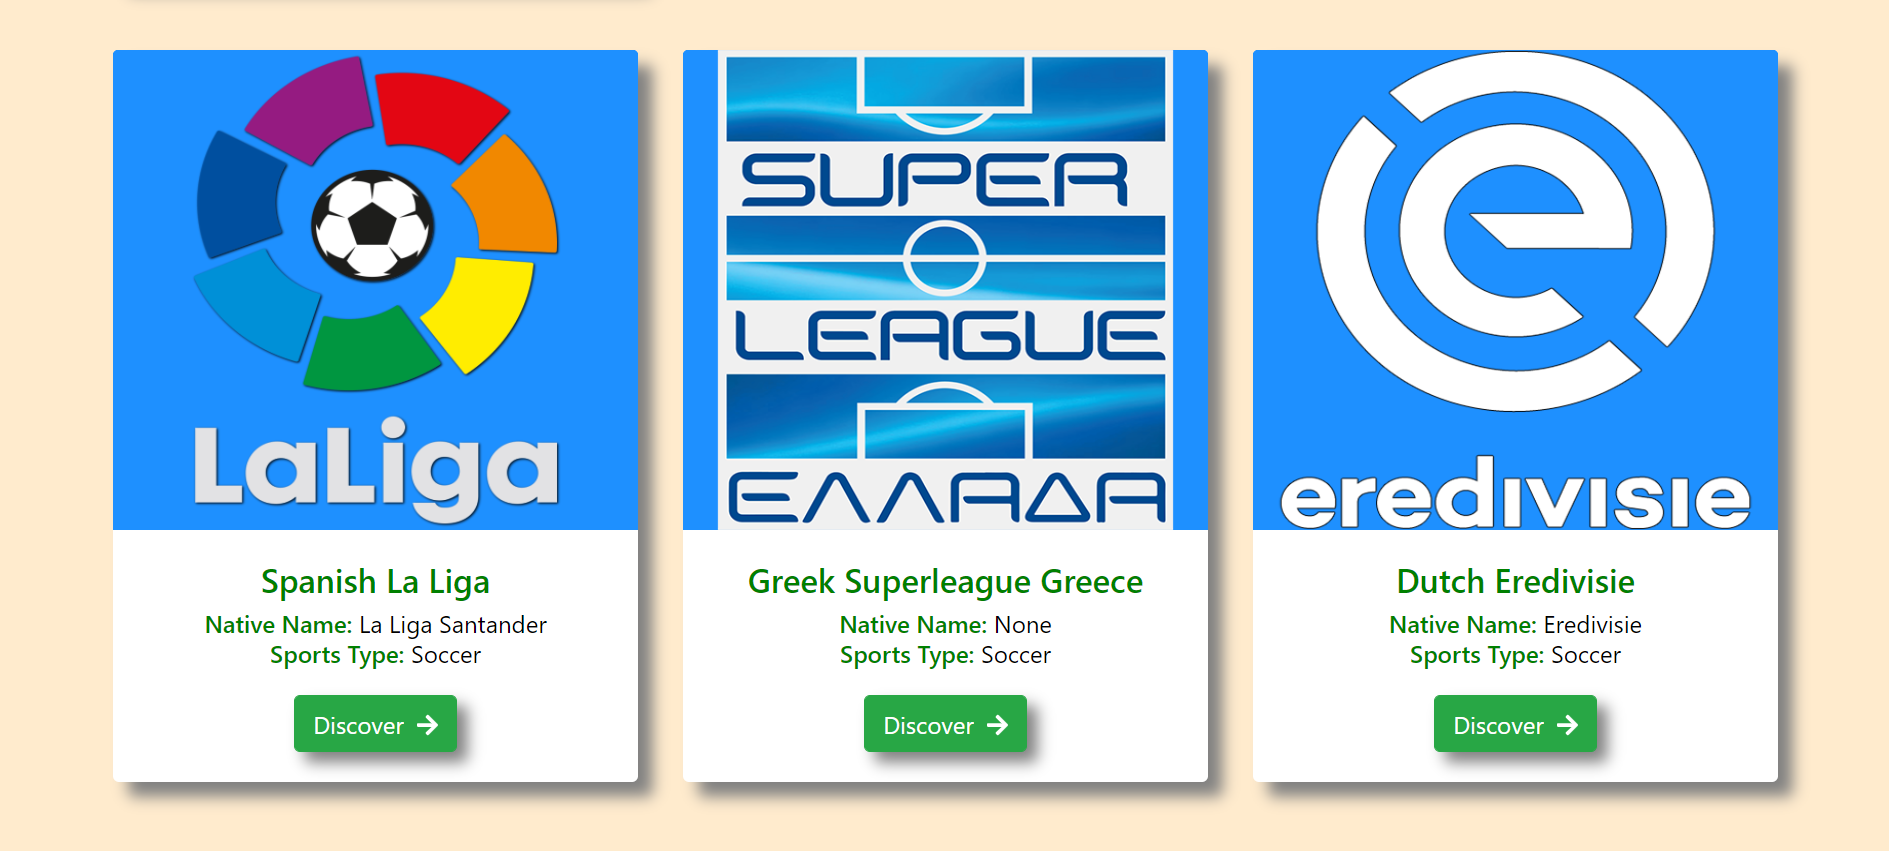 LaLiga
Spanish La Liga
Native Name: La Liga Santander
Sports Type: Soccer
Discover
SUPER
LEAGUE
ΕΛΛΑΔΑ
Greek Superleague Greece
Native Name: None
Sports Type: Soccer
Discover
e
eredivisie
Dutch Eredivisie
Native Name: Eredivisie
Sports Type: Soccer
Discover